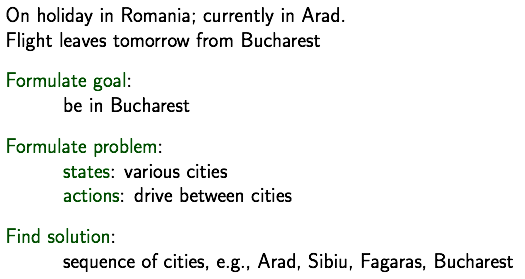 On holiday in Romania; currently in Arad.
Flight leaves tomorrow from Bucharest
Formulate goal:
be in Bucharest
Formulate problem:
states: various cities
actions: drive between cities
Find solution:
sequence of cities, e.g., Arad, Sibiu, Fagaras, Bucharest